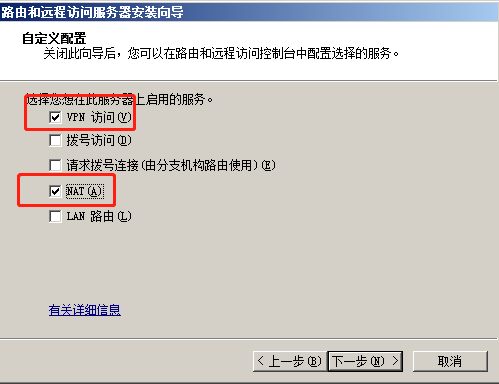 路由和远程访问服务器安装向导
自定义配置
关闭此向导后，您可以在路由和远程访问控制台中配置选择的服务。
选择您想在此服务器上启用的服务。
VPN 访问(V)
拨号访问(D)
请求拨号连接(由分支机构路由使用)(E)
NAT(A)
LAN 路由(L)
有关详细信息
< 上一步(B) 下一步(N) > 取消